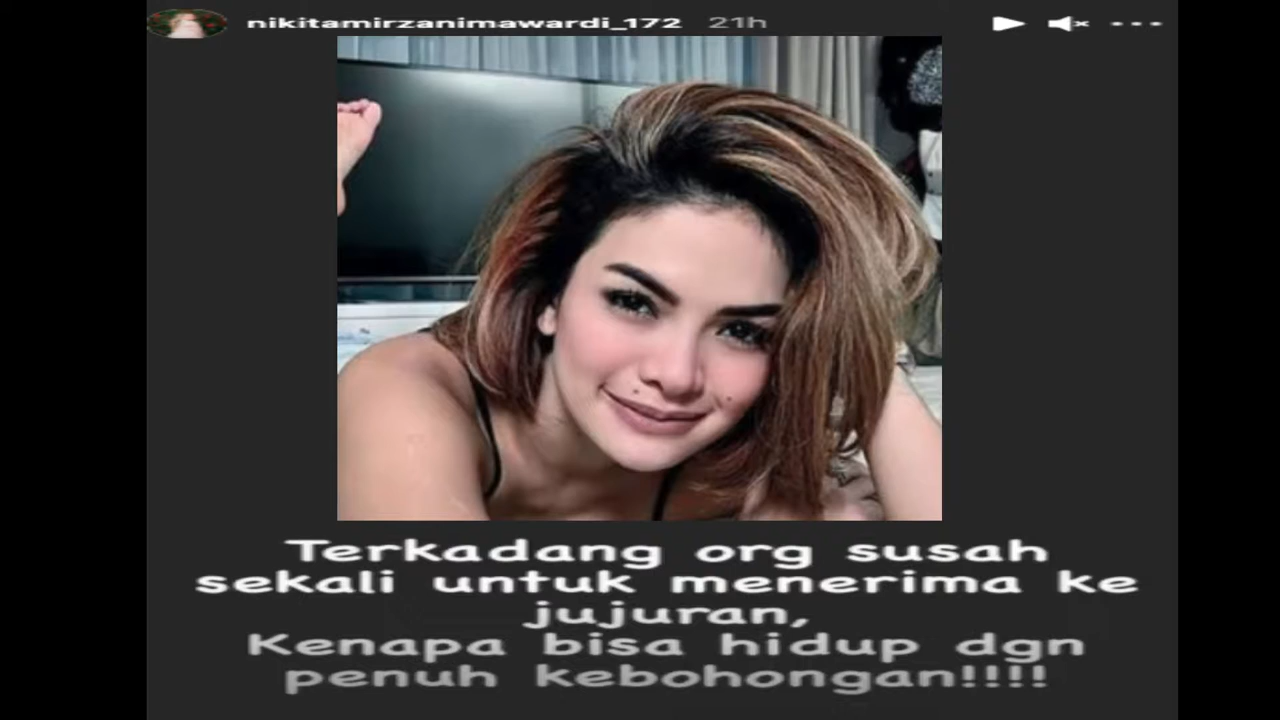 nikitamirzanimawardi_172 21h
Terkadang org susah
sekali untuk menerima ke
jujuran,
Kenapa bisa hidup dgn
penuh kebohongan!!!!